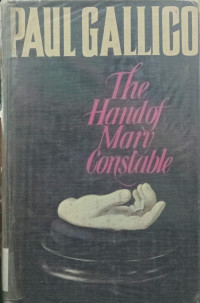 PAUL GALLICO
The
Hand of
Mary
Constable